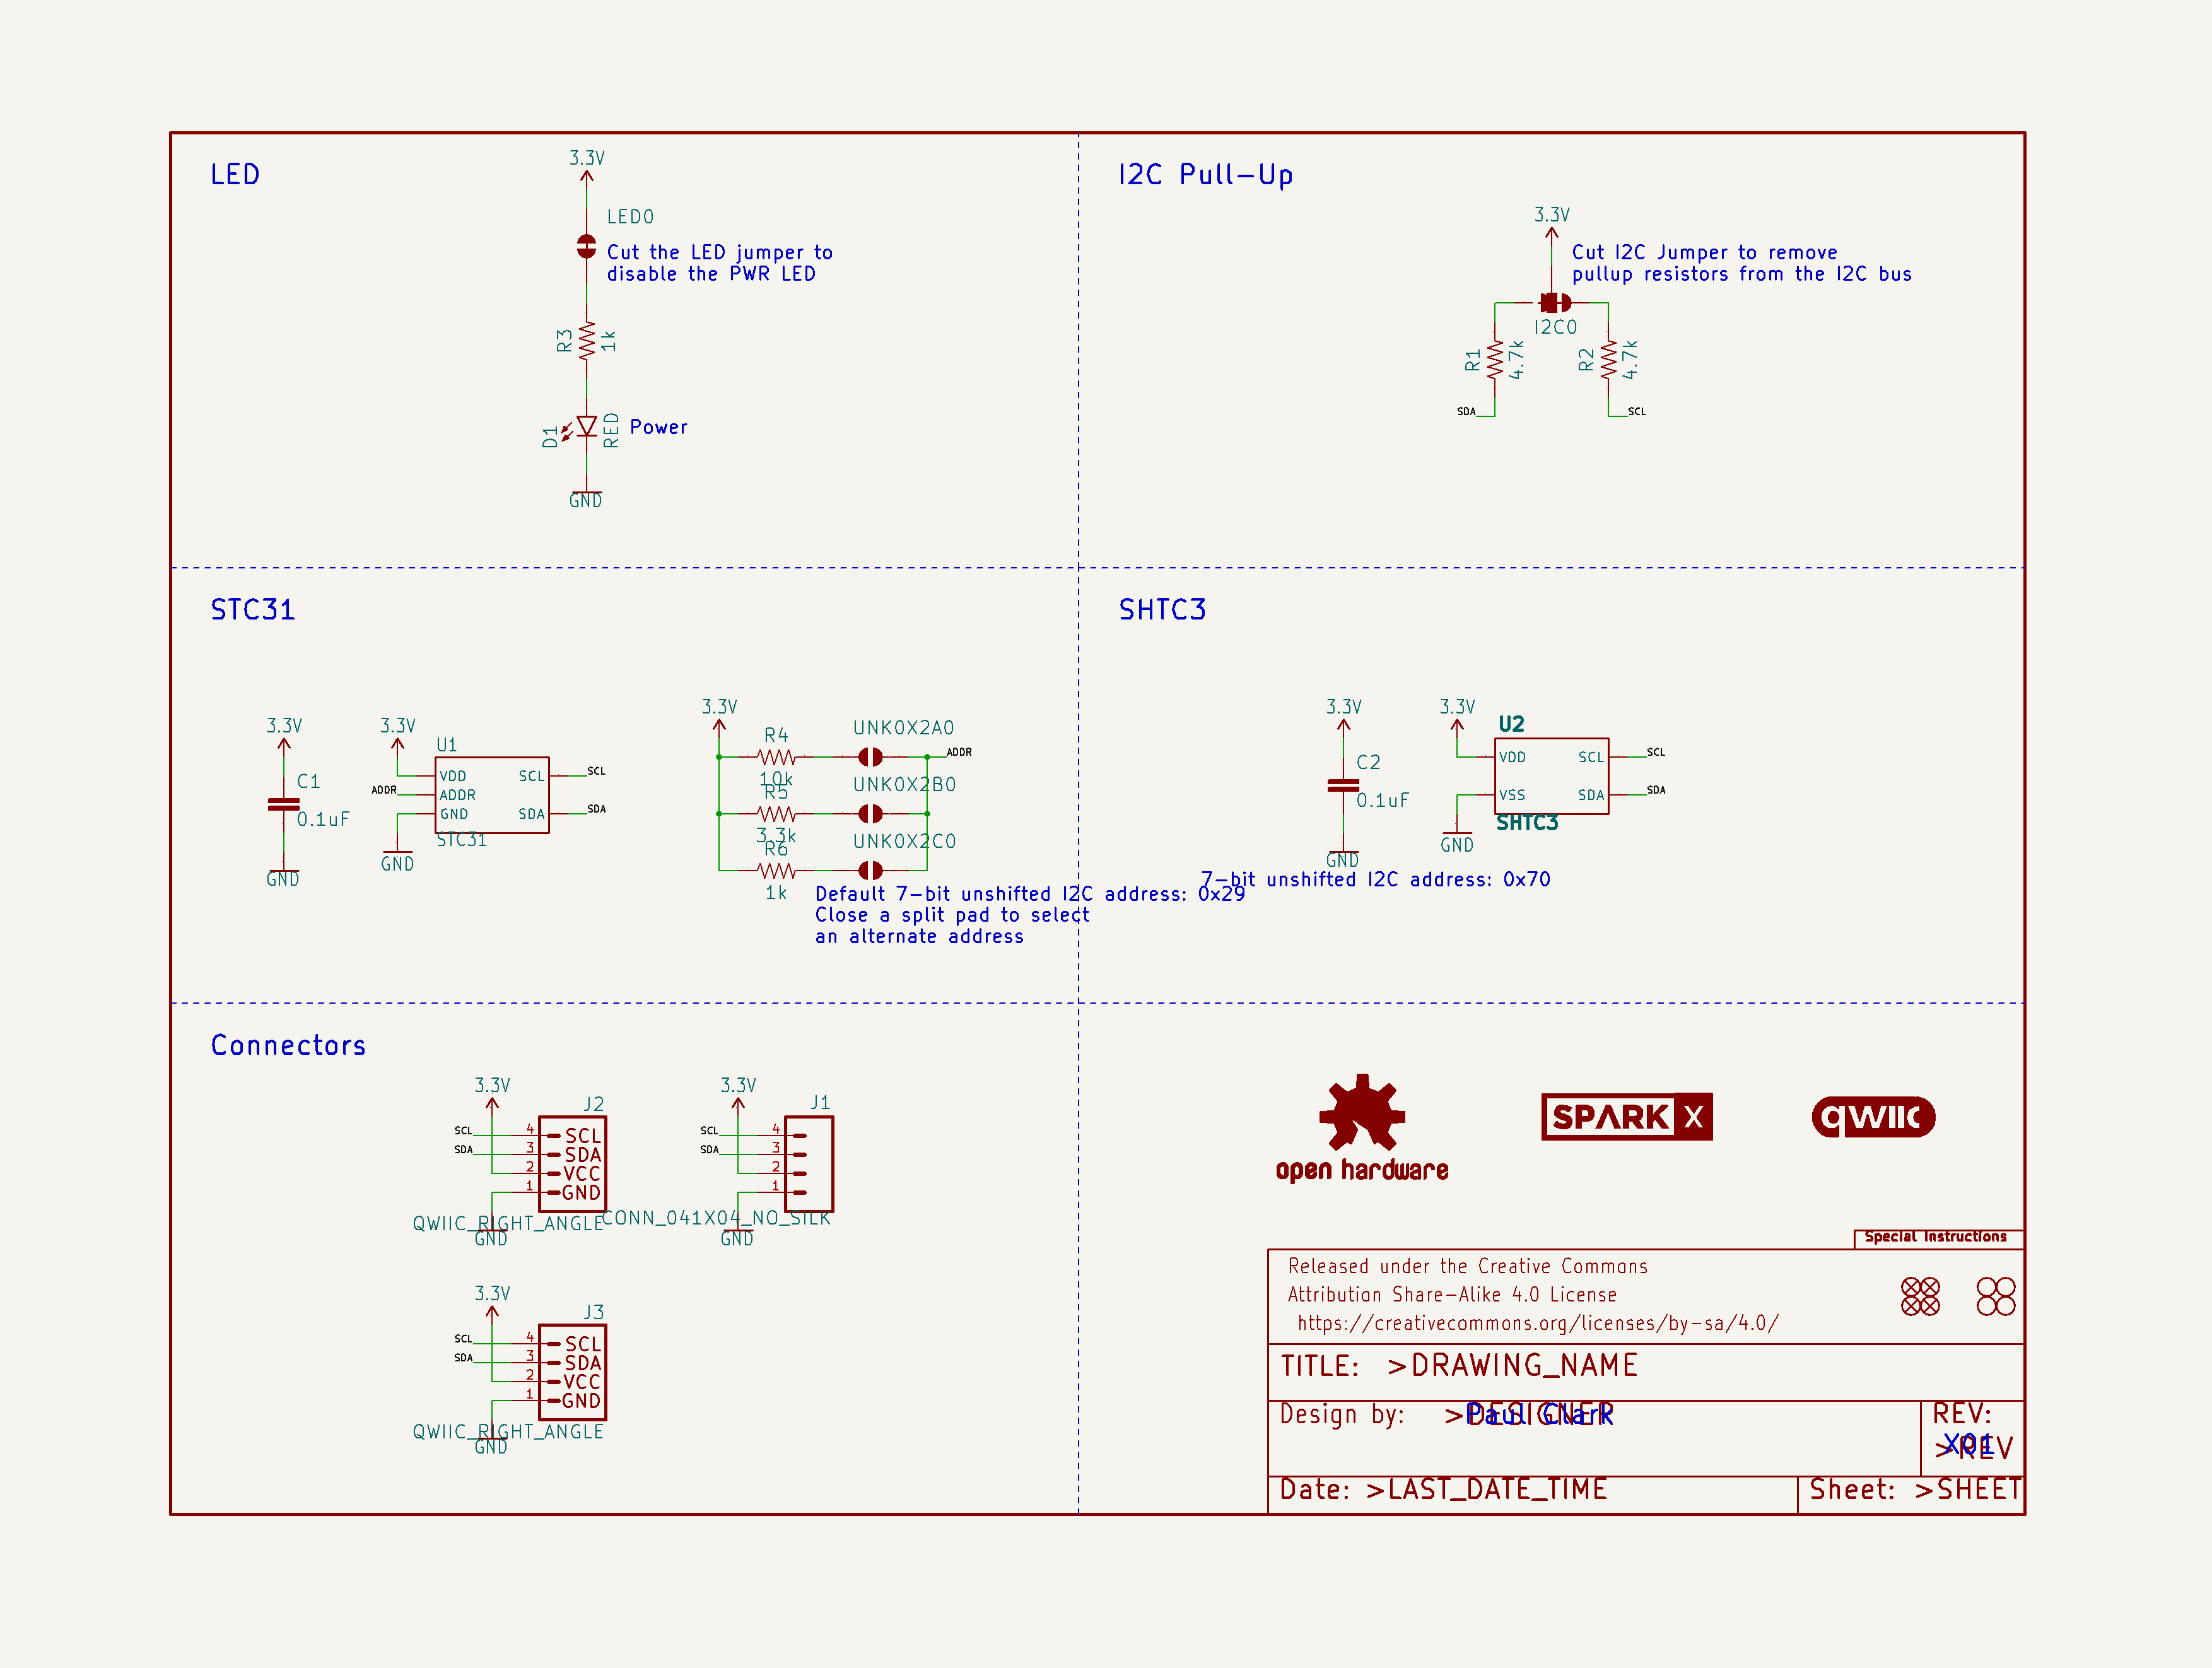 LED
3.3V
LED0
Cut the LED jumper to
disable the PWR LED
R3
1k
D1
RED
Power
GND
I2C Pull-Up
3.3V
Cut I2C Jumper to remove
pullup resistors from the I2C bus
I2C0
R1
4.7k
R2
4.7k
SDA
SCL
STC31
3.3V
C1
0.1uF
GND
3.3V
U1
VDD
ADDR
ADDR
GND
SCL
SCL
SDA
SDA
STC31
GND
3.3V
R4
10k
UNK0X2A0
ADDR
R5
3.3k
UNK0X2B0
R6
1k
UNK0X2C0
Default 7-bit unshifted I2C address: 0x29
Close a split pad to select
an alternate address
SHTC3
3.3V
C2
0.1uF
GND
3.3V
U2
VDD
VSS
SCL
SCL
SDA
SDA
SHTC3
GND
7-bit unshifted I2C address: 0x70
Connectors
3.3V
J2
SCL
4
SCL
SDA
3
SDA
2
VCC
1
GND
QWIIC_RIGHT_ANGLE
GND
3.3V
J1
SCL
4
SDA
3
2
1
CONN_041X04_NO_SILK
GND
3.3V
J3
SCL
4
SCL
SDA
3
SDA
2
VCC
1
GND
QWIIC_RIGHT_ANGLE
GND
open hardware
SPARK X
qwiic
Special Instructions
Released under the Creative Commons
Attribution Share-Alike 4.0 License
https://creativecommons.org/licenses/by-sa/4.0/
TITLE: >DRAWING_NAME
Design by: >DESIGNER
Paul Clark
REV:
>REV
X01
Date: >LAST_DATE_TIME
Sheet: >SHEET